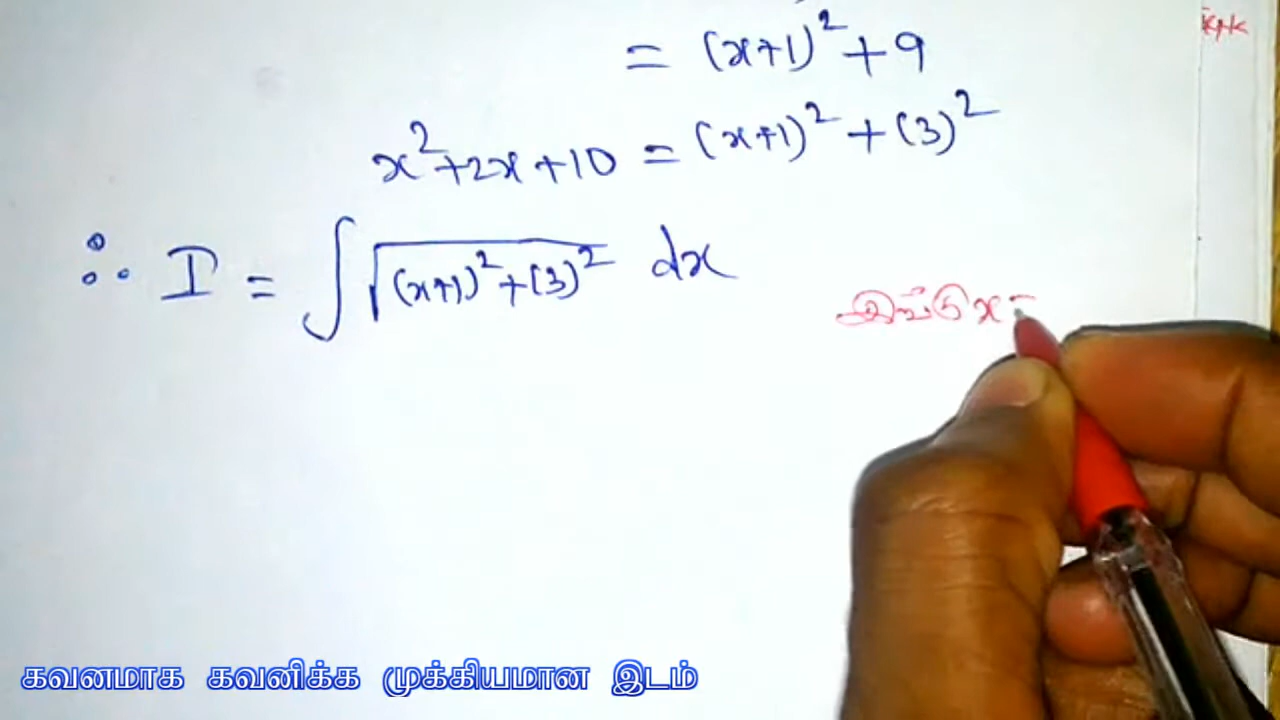 = (x+1)² + 9
x² + 2x + 10 = (x+1)² + (3)²
∴ I = ∫ √(x+1)² + (3)² dx
இங்கு x =
கவனமாக கவனிக்க முக்கியமான இடம்